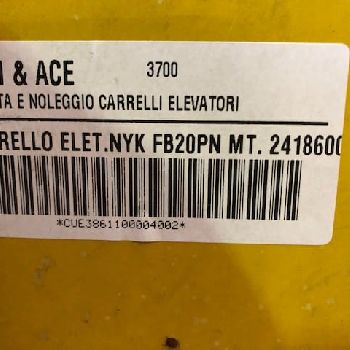 & ACE 3700
TA E NOLEGGIO CARRELLI ELEVATORI
RELLO ELET.NYK FB20PN MT. 2418600
*CUE3861100004002*